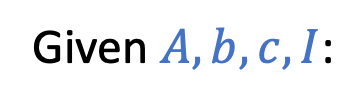 Given A, b, c, I: